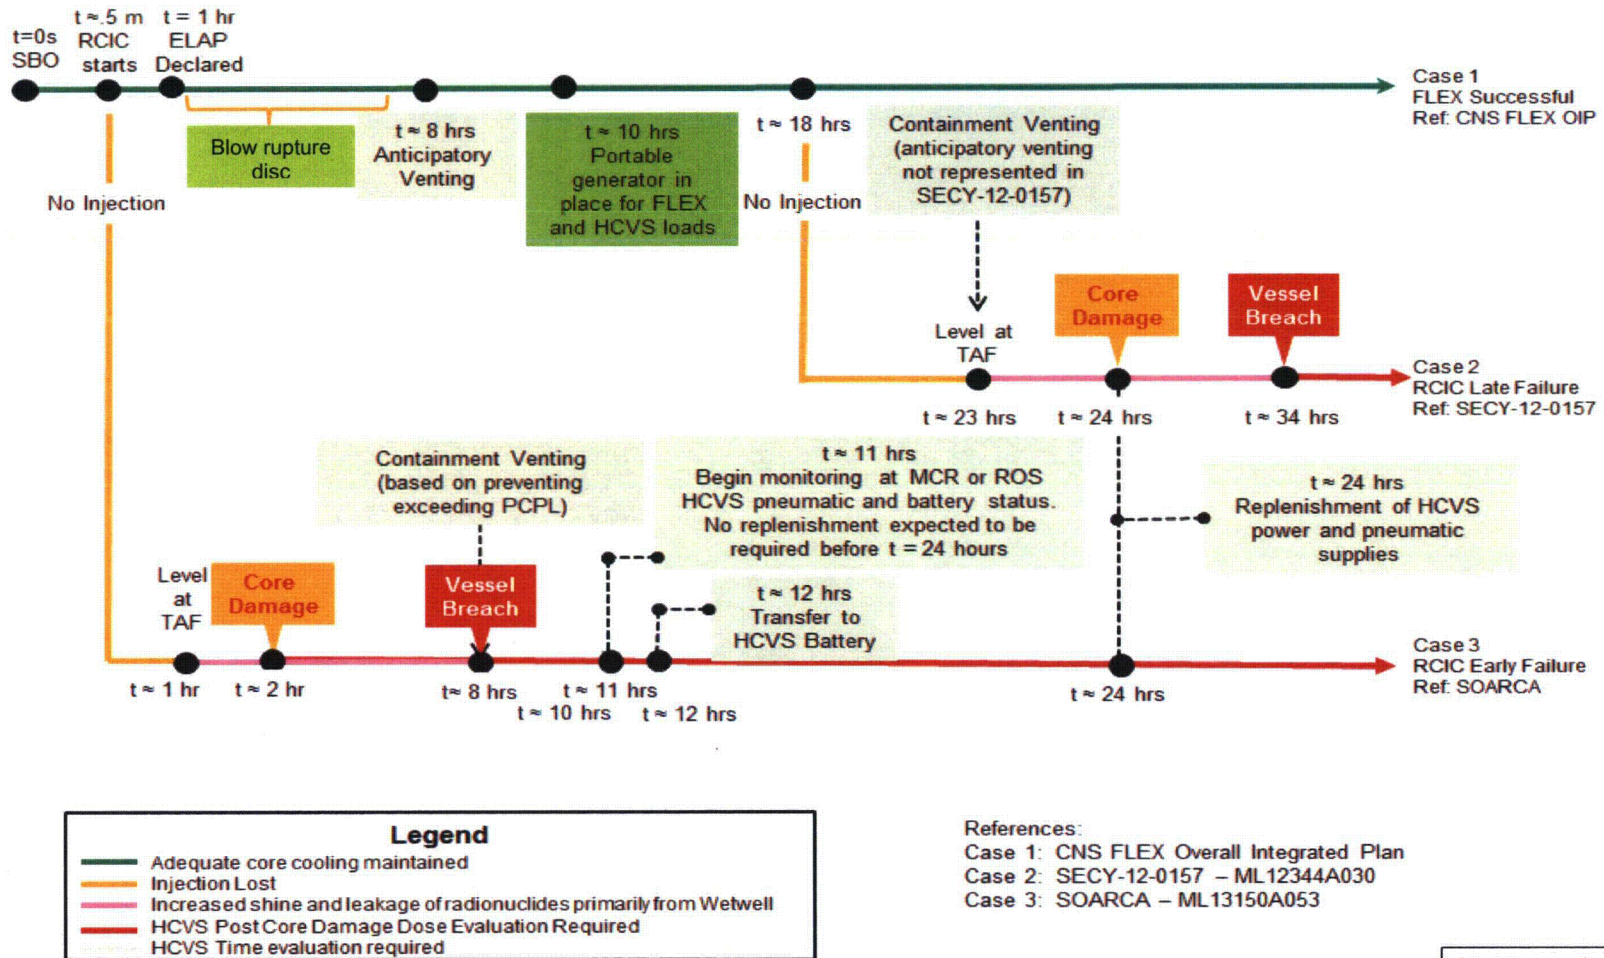 t=0s
SBO
t ≈.5 m
RCIC
starts
t = 1 hr
ELAP
Declared
Case 1
FLEX Successful
Ref: CNS FLEX OIP
Blow rupture
disc
t ≈ 8 hrs
Anticipatory
Venting
t ≈ 10 hrs
Portable
generator in
place for FLEX
and HCVS loads
t ≈ 18 hrs
Containment Venting
(anticipatory venting
not represented in
SECY-12-0157)
No Injection
No Injection
Level at
TAF
Core
Damage
Vessel
Breach
Case 2
RCIC Late Failure
Ref: SECY-12-0157
t ≈ 23 hrs
t ≈ 24 hrs
t ≈ 34 hrs
Containment Venting
(based on preventing
exceeding PCPL)
t ≈ 11 hrs
Begin monitoring at MCR or ROS
HCVS pneumatic and battery status.
No replenishment expected to be
required before t = 24 hours
t ≈ 24 hrs
Replenishment of HCVS
power and pneumatic
supplies
Level
at
TAF
Core
Damage
Vessel
Breach
t ≈ 12 hrs
Transfer to
HCVS Battery
Case 3
RCIC Early Failure
Ref: SOARCA
t ≈ 1 hr
t ≈ 2 hr
t≈ 8 hrs
t ≈ 11 hrs
t ≈ 10 hrs
t ≈ 12 hrs
t ≈ 24 hrs
Legend
Adequate core cooling maintained
Injection Lost
Increased shine and leakage of radionuclides primarily from Wetwell
HCVS Post Core Damage Dose Evaluation Required
HCVS Time evaluation required
References:
Case 1: CNS FLEX Overall Integrated Plan
Case 2: SECY-12-0157 – ML12344A030
Case 3: SOARCA – ML13150A053